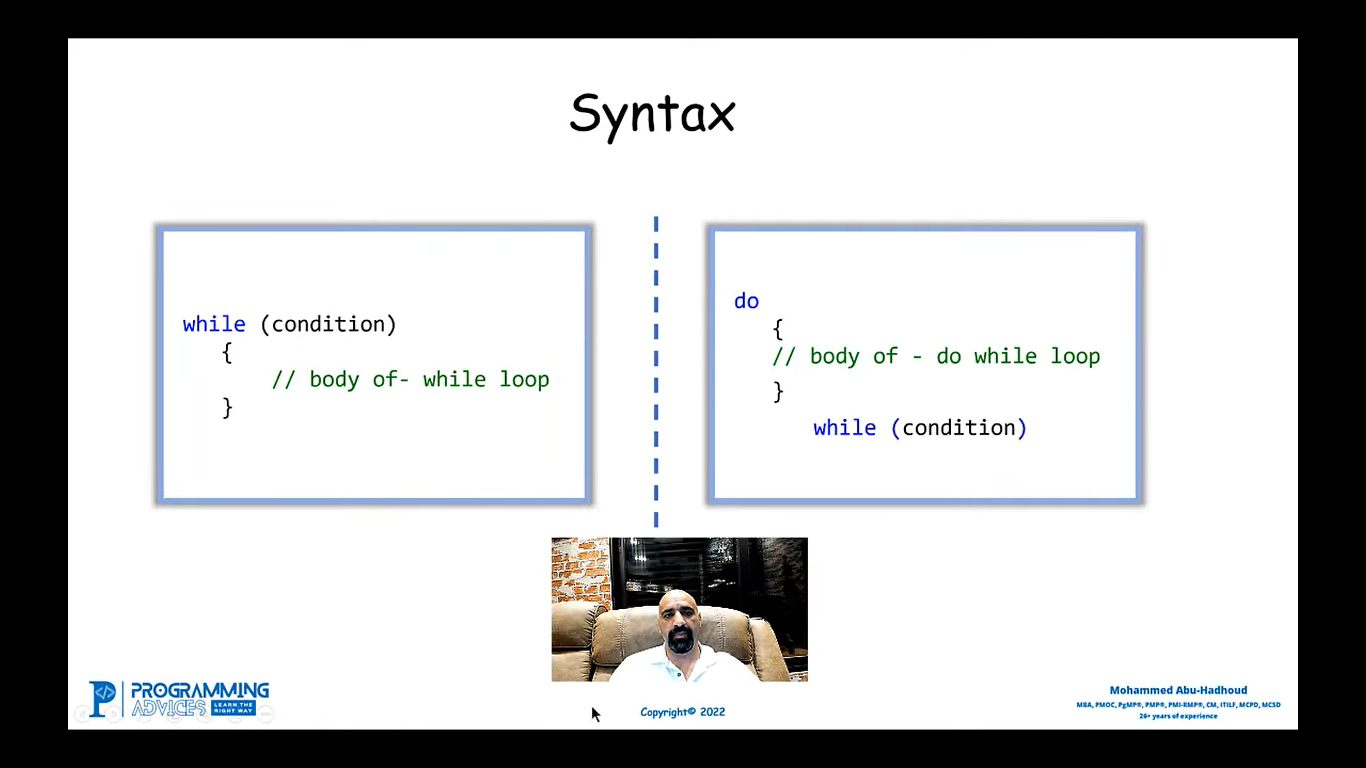 Syntax
while (condition)
{
// body of- while loop
}
do
{
// body of - do while loop
}
while (condition)
PROGRAMMING
ADVICES LEARN THE RIGHT WAY
Copyright© 2022
Mohammed Abu-Hadhoud
MBA, PMOC, PgMP®, PMP®, PMI-RMP®, CM, ITILF, MCPD, MCSD
26+ years of experience